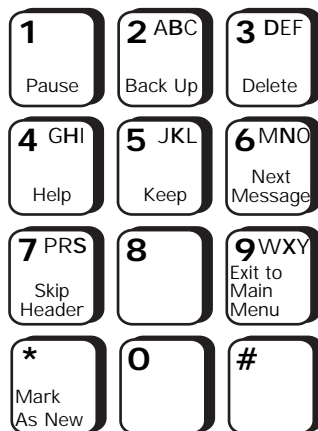 1
Pause
2 ABC
Back Up
3 DEF
Delete
4 GHI
Help
5 JKL
Keep
6 MNO
Next
Message
7 PRS
Skip
Header
8
9 WXY
Exit to
Main
Menu
*
Mark
As New
0
#